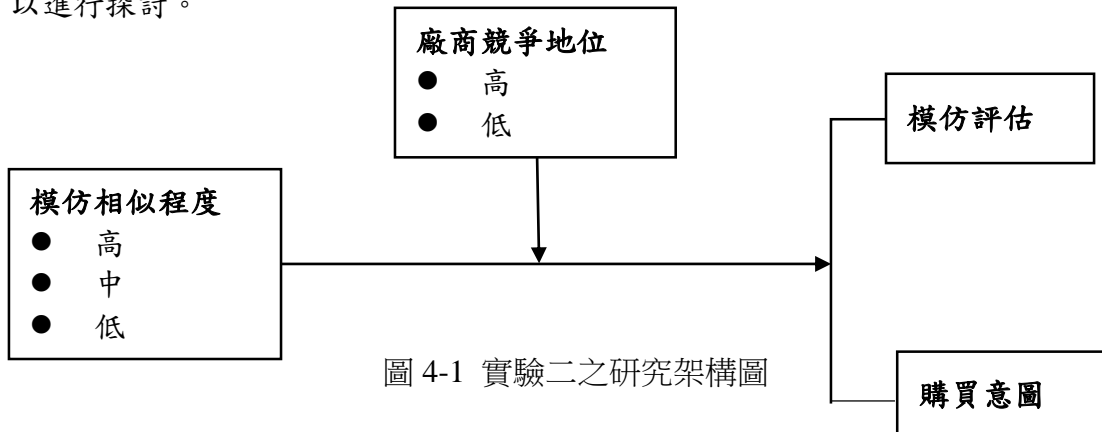 以進行探討。
廠商競爭地位
● 高
● 低
模仿評估
模仿相似程度
● 高
● 中
● 低
圖 4-1 實驗二之研究架構圖
購買意圖